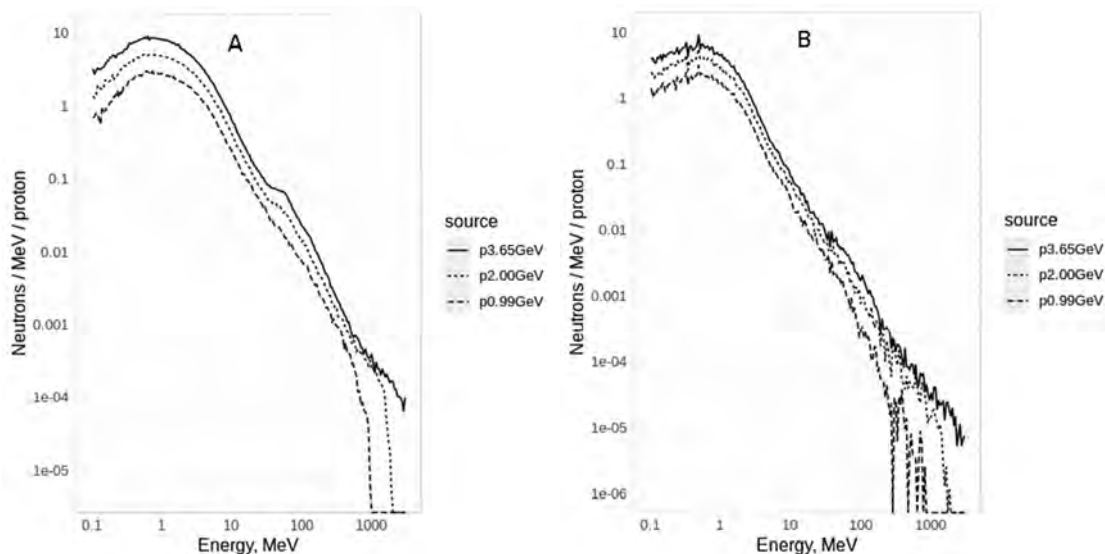 A
10
1
0.1
0.01
0.001
1e-04
1e-05
Neutrons / MeV / proton
0.1 1 10 100 1000
Energy, MeV
source
p3.65GeV
p2.00GeV
p0.99GeV
B
10
1
0.1
0.01
0.001
1e-04
1e-05
1e-06
Neutrons / MeV / proton
0.1 1 10 100 1000
Energy, MeV
source
p3.65GeV
p2.00GeV
p0.99GeV